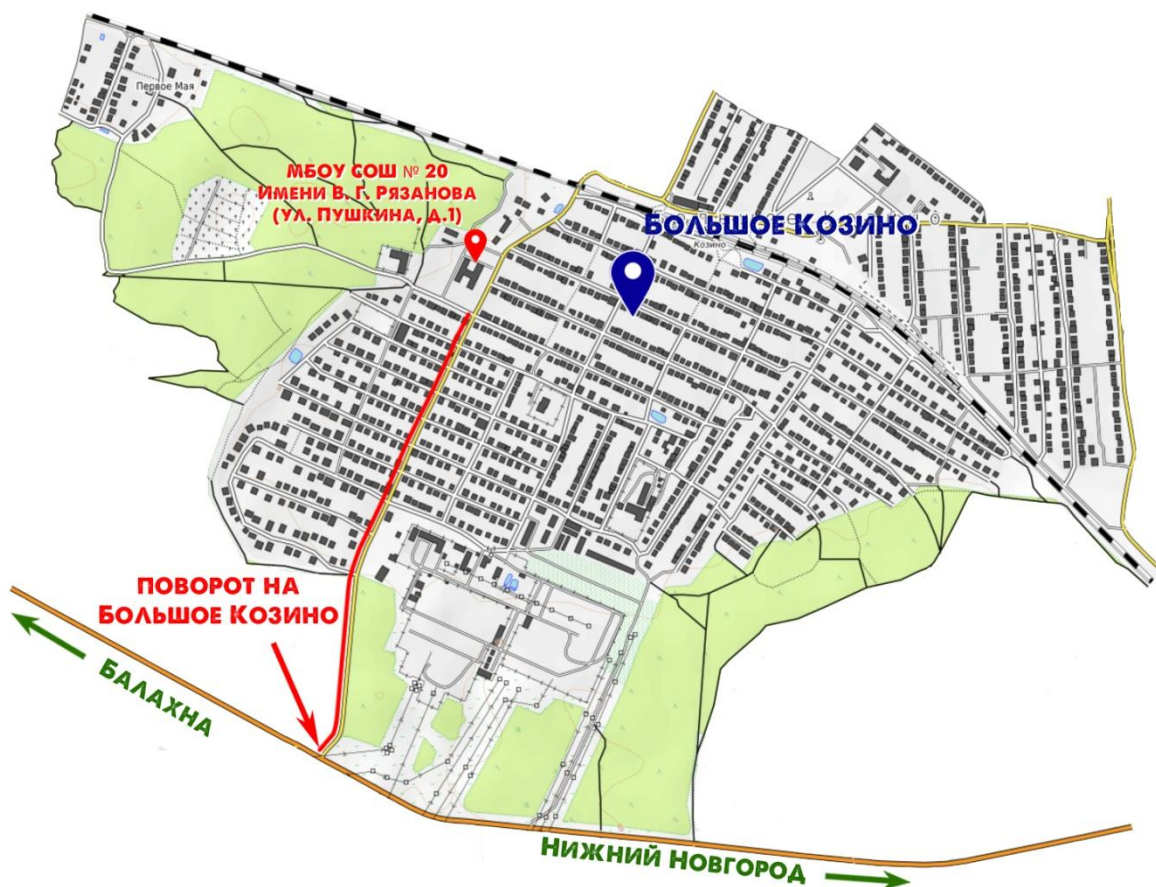 Первое Мая
МБОУ СОШ № 20
ИМЕНИ В. Г. РЯЗАНОВА
(УЛ. ПУШКИНА, Д.1)
БОЛЬШОЕ КОЗИНО
Козино
ПОВОРОТ НА
БОЛЬШОЕ КОЗИНО
БАЛАХНА
НИЖНИЙ НОВГОРОД